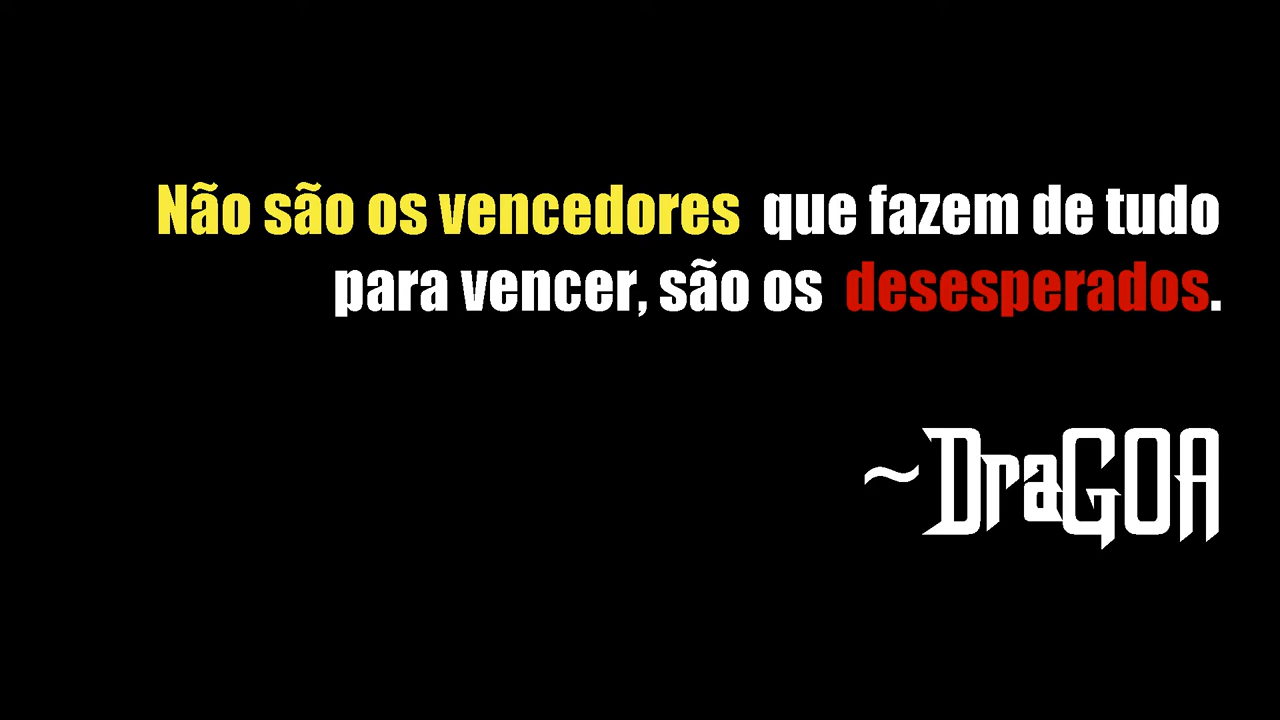 Não são os vencedores que fazem de tudo
para vencer, são os desesperados.
~DraGOA